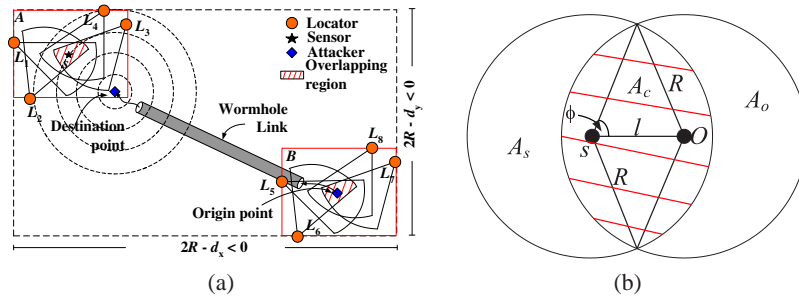 A
L4
L3
L1
s
L2
Destination
point
Locator
Sensor
Attacker
Overlapping
region
Wormhole
Link
B
L8
L7
L5
L6
Origin point
2R - dx < 0
2R - dy < 0
(a)
As
Ac
Ao
R
ϕ
l
s
O
R
(b)